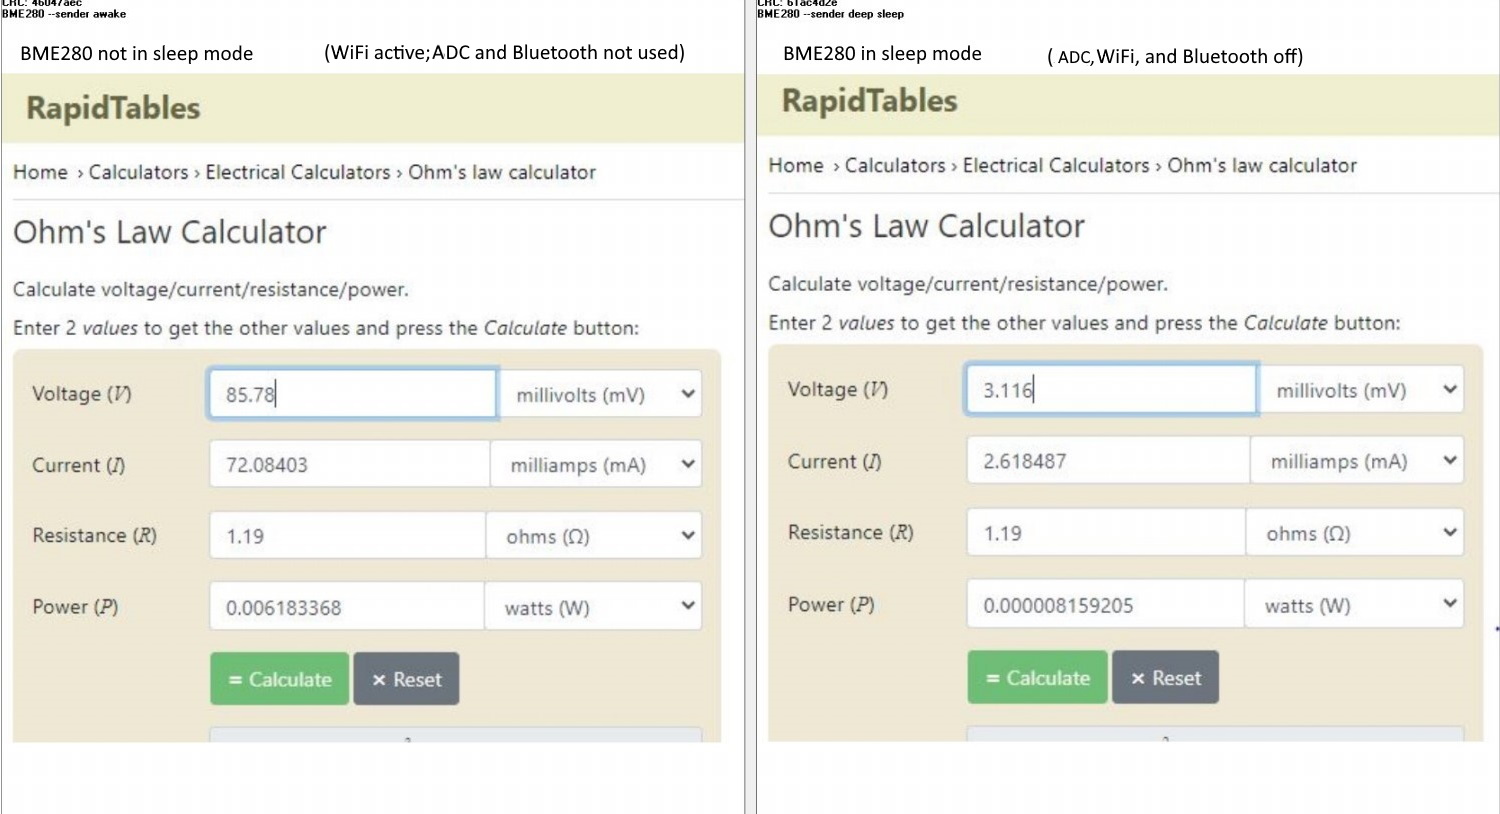 CRC: 46047aec
BME280 --sender awake
BME280 not in sleep mode (WiFi active;ADC and Bluetooth not used)
RapidTables
Home › Calculators › Electrical Calculators › Ohm's law calculator
Ohm's Law Calculator
Calculate voltage/current/resistance/power.
Enter 2 values to get the other values and press the Calculate button:
Voltage (V) 85.78 millivolts (mV)
Current (I) 72.08403 milliamps (mA)
Resistance (R) 1.19 ohms (Ω)
Power (P) 0.006183368 watts (W)
= Calculate × Reset
CRC: 61ac4d2e
BME280 --sender deep sleep
BME280 in sleep mode ( ADC,WiFi, and Bluetooth off)
RapidTables
Home › Calculators › Electrical Calculators › Ohm's law calculator
Ohm's Law Calculator
Calculate voltage/current/resistance/power.
Enter 2 values to get the other values and press the Calculate button:
Voltage (V) 3.116 millivolts (mV)
Current (I) 2.618487 milliamps (mA)
Resistance (R) 1.19 ohms (Ω)
Power (P) 0.000008159205 watts (W)
= Calculate × Reset